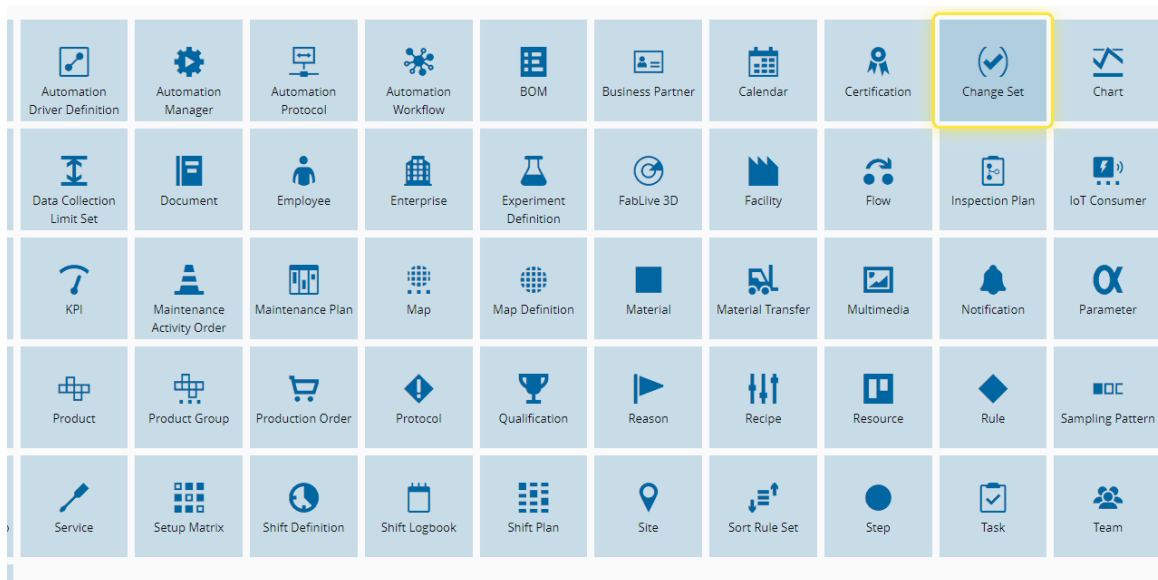 Automation
Driver Definition
Automation
Manager
Automation
Protocol
Automation
Workflow
BOM
Business Partner
Calendar
Certification
Change Set
Chart
Data Collection
Limit Set
Document
Employee
Enterprise
Experiment
Definition
FabLive 3D
Facility
Flow
Inspection Plan
IoT Consumer
KPI
Maintenance
Activity Order
Maintenance Plan
Map
Map Definition
Material
Material Transfer
Multimedia
Notification
Parameter
Product
Product Group
Production Order
Protocol
Qualification
Reason
Recipe
Resource
Rule
Sampling Pattern
Service
Setup Matrix
Shift Definition
Shift Logbook
Shift Plan
Site
Sort Rule Set
Step
Task
Team